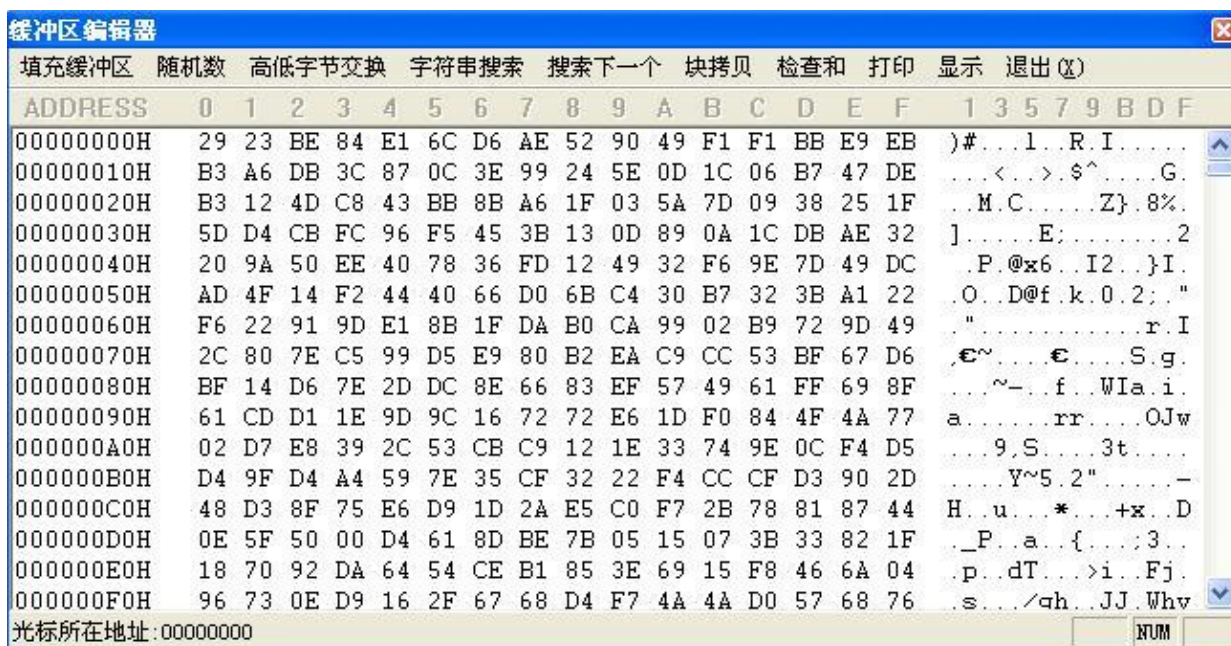 缓冲区编辑器
填充缓冲区 随机数 高低字节交换 字符串搜索 搜索下一个 块拷贝 检查和 打印 显示 退出(X)
ADDRESS 0 1 2 3 4 5 6 7 8 9 A B C D E F 1 3 5 7 9 B D F
00000000H 29 23 BE 84 E1 6C D6 AE 52 90 49 F1 F1 BB E9 EB )#...l..R.I.....
00000010H B3 A6 DB 3C 87 0C 3E 99 24 5E 0D 1C 06 B7 47 DE ...<..>.$^....G.
00000020H B3 12 4D C8 43 BB 8B A6 1F 03 5A 7D 09 38 25 1F ..M.C.....Z}.8%.
00000030H 5D D4 CB FC 96 F5 45 3B 13 0D 89 0A 1C DB AE 32 ].....E;.......2
00000040H 20 9A 50 EE 40 78 36 FD 12 49 32 F6 9E 7D 49 DC .P.@x6..I2..}I.
00000050H AD 4F 14 F2 44 40 66 D0 6B C4 30 B7 32 3B A1 22 .O..D@f.k.0.2;."
00000060H F6 22 91 9D E1 8B 1F DA B0 CA 99 02 B9 72 9D 49 .".............r.I
00000070H 2C 80 7E C5 99 D5 E9 80 B2 EA C9 CC 53 BF 67 D6 ,€~....€....S.g.
00000080H BF 14 D6 7E 2D DC 8E 66 83 EF 57 49 61 FF 69 8F ...~-..f..WIa.i.
00000090H 61 CD D1 1E 9D 9C 16 72 72 E6 1D F0 84 4F 4A 77 a......rr....OJw
000000A0H 02 D7 E8 39 2C 53 CB C9 12 1E 33 74 9E 0C F4 D5 ...9,S....3t....
000000B0H D4 9F D4 A4 59 7E 35 CF 32 22 F4 CC CF D3 90 2D ....Y~5.2".....-
000000C0H 48 D3 8F 75 E6 D9 1D 2A E5 C0 F7 2B 78 81 87 44 H..u...*...+x..D
000000D0H 0E 5F 50 00 D4 61 8D BE 7B 05 15 07 3B 33 82 1F ._P..a..{...;3..
000000E0H 18 70 92 DA 64 54 CE B1 85 3E 69 15 F8 46 6A 04 .p..dT...>i..Fj.
000000F0H 96 73 0E D9 16 2F 67 68 D4 F7 4A 4A D0 57 68 76 .s.../gh..JJ.Whv
光标所在地址:00000000
NUM